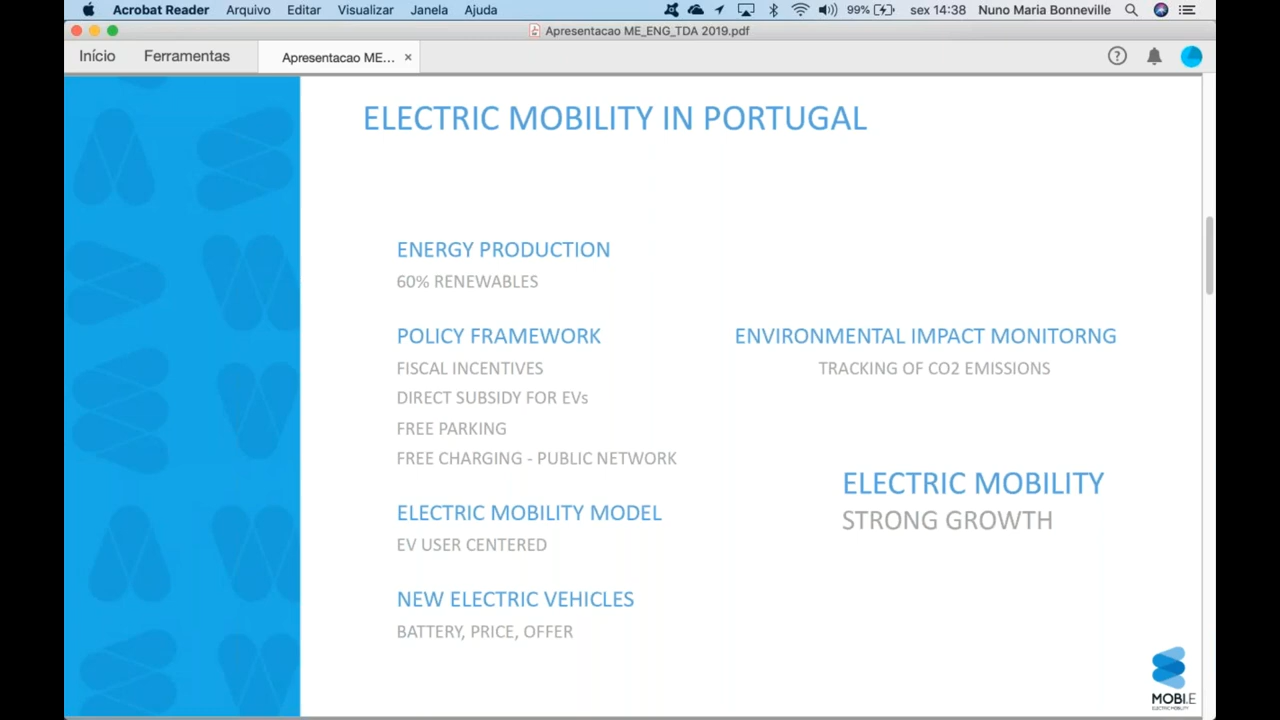 Acrobat Reader Arquivo Editar Visualizar Janela Ajuda 99% sex 14:38 Nuno Maria Bonneville
Apresentacao ME_ENG_TDA 2019.pdf
Início Ferramentas Apresentacao ME... ×
ELECTRIC MOBILITY IN PORTUGAL
ENERGY PRODUCTION
60% RENEWABLES
POLICY FRAMEWORK
FISCAL INCENTIVES
DIRECT SUBSIDY FOR EVs
FREE PARKING
FREE CHARGING - PUBLIC NETWORK
ELECTRIC MOBILITY MODEL
EV USER CENTERED
NEW ELECTRIC VEHICLES
BATTERY, PRICE, OFFER
ENVIRONMENTAL IMPACT MONITORNG
TRACKING OF CO2 EMISSIONS
ELECTRIC MOBILITY
STRONG GROWTH
MOBI.E
ELECTRIC MOBILITY